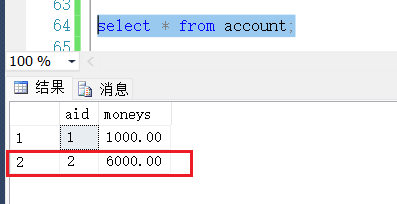 63
64 select * from account;
65
100 %
结果 消息
aid moneys
1 1 1000.00
2 2 6000.00